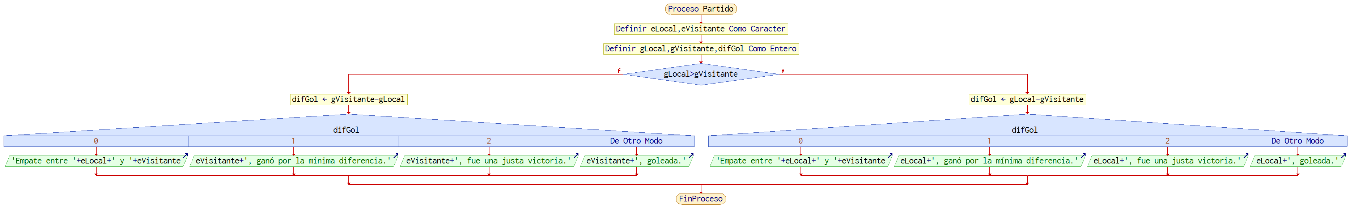 Proceso Partido
Definir eLocal,eVisitante Como Caracter
Definir gLocal,gVisitante,difGol Como Entero
f gLocal>gVisitante f
difGol ← gVisitante-gLocal difGol ← gLocal-gVisitante
difGol difGol
0 1 2 De Otro Modo 0 1 2 De Otro Modo
'Empate entre '+eLocal+' y '+eVisitante eVisitante+', ganó por la mínima diferencia.' eVisitante+', fue una justa victoria.' eVisitante+', goleada.' 'Empate entre '+eLocal+' y '+eVisitante eLocal+', ganó por la mínima diferencia.' eLocal+', fue una justa victoria.' eLocal+', goleada.'
FinProceso